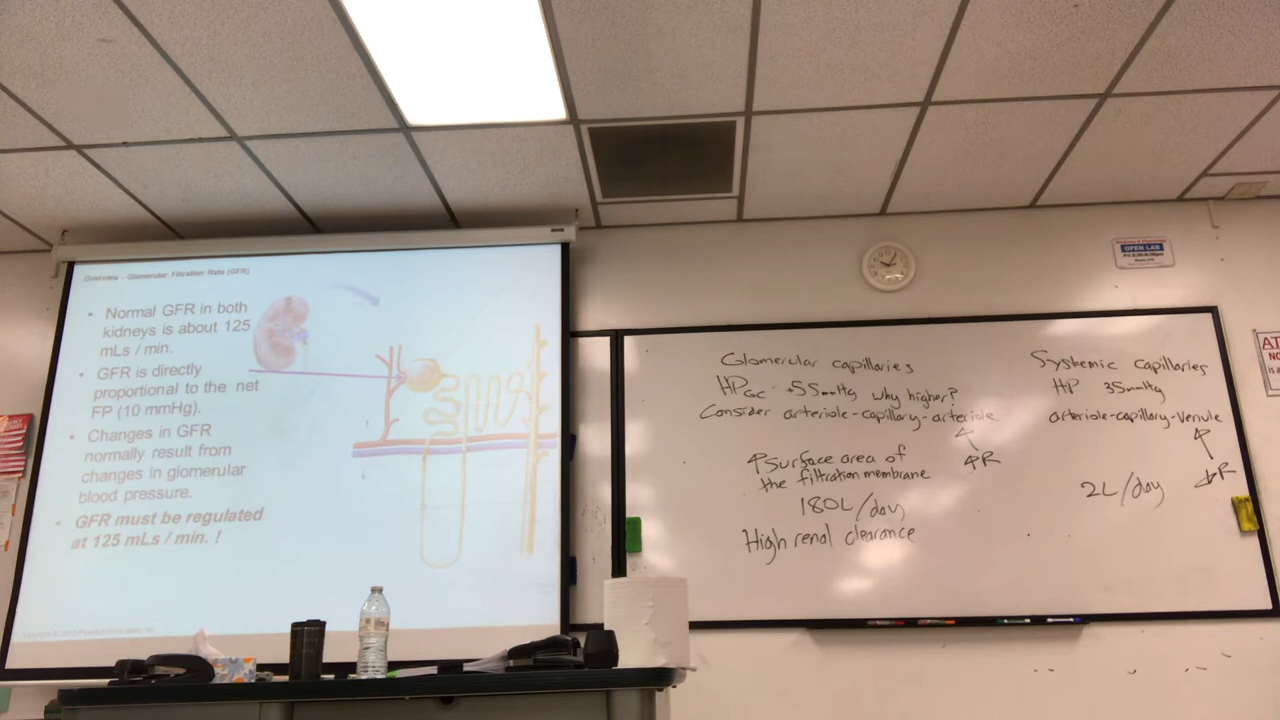 Overview - Glomerular Filtration Rate (GFR)
• Normal GFR in both
kidneys is about 125
mLs / min.
• GFR is directly
proportional to the net
FP (10 mmHg).
• Changes in GFR
normally result from
changes in glomerular
blood pressure.
• GFR must be regulated
at 125 mLs / min. !
Glomerular capillaries
HPGC 55mmHg why higher?
Consider arteriole-capillary-arteriole
↑R
↑Surface area of
the filtration membrane
180L/day
High renal clearance
Systemic capillaries
HP 35mmHg
arteriole-capillary-venule
↓R
2L/day
OPEN LAB